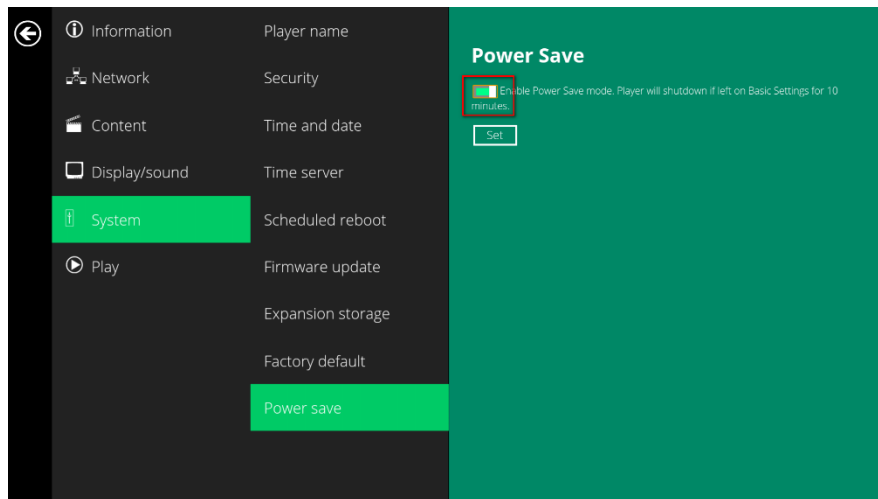 Information
Network
Content
Display/sound
System
Play
Player name
Security
Time and date
Time server
Scheduled reboot
Firmware update
Expansion storage
Factory default
Power save
Power Save
Enable Power Save mode. Player will shutdown if left on Basic Settings for 10
minutes.
Set